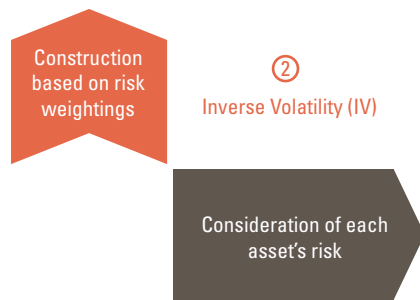 Construction
based on risk
weightings
②
Inverse Volatility (IV)
Consideration of each
asset's risk